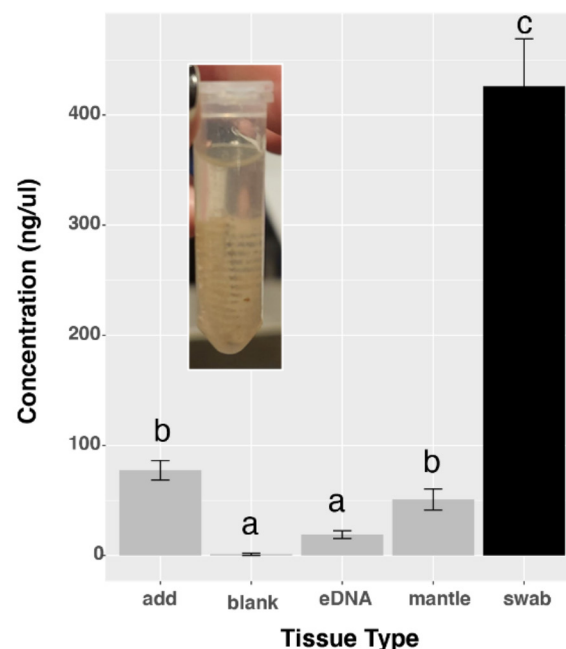 c
400
300
Concentration (ng/ul)
200
100
b
b
a
a
0
add
blank
eDNA
mantle
swab
Tissue Type